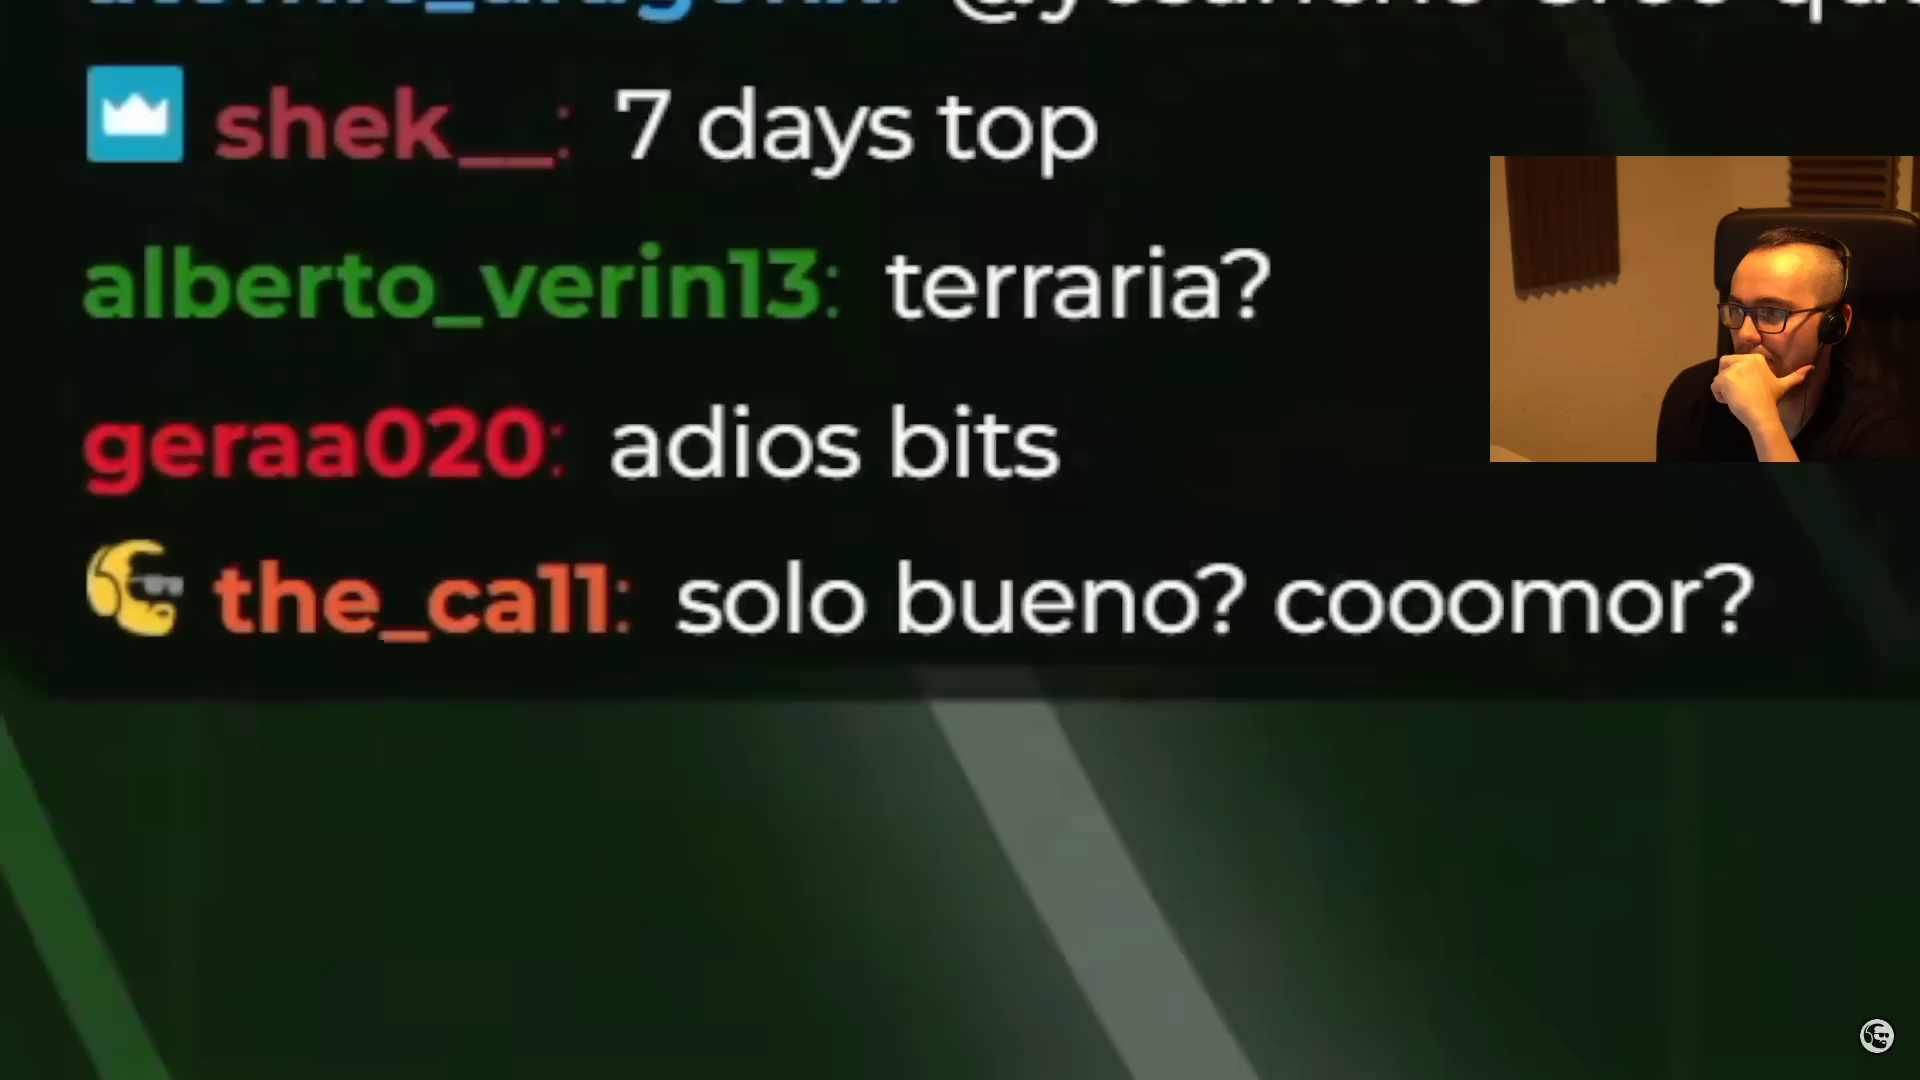 shek__: 7 days top
alberto_verin13: terraria?
geraa020: adios bits
the_ca11: solo bueno? cooomor?